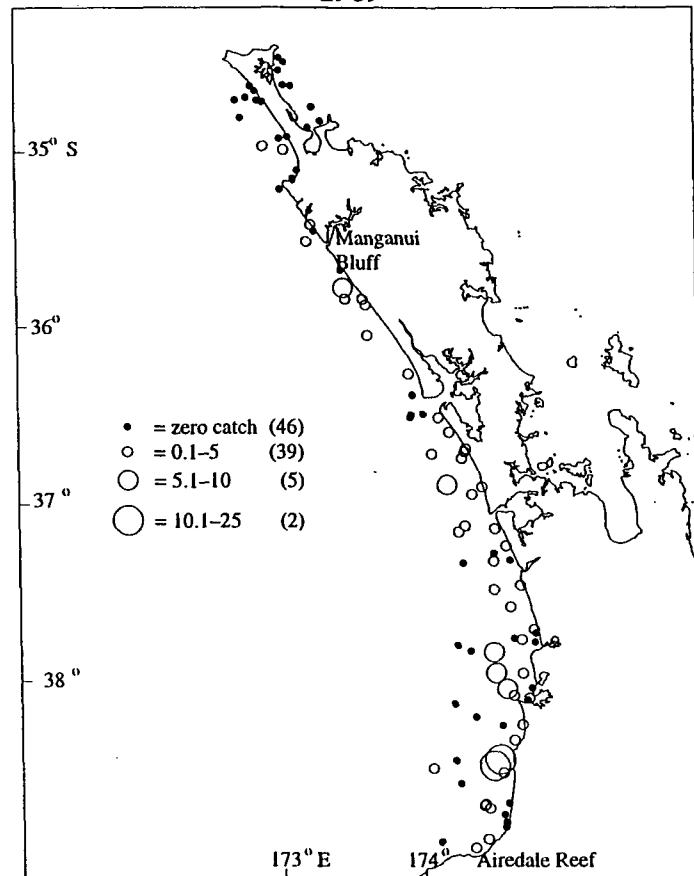 35° S
Manganui
Bluff
36°
= zero catch (46)
= 0.1–5 (39)
37°
= 5.1–10 (5)
= 10.1–25 (2)
38°
173° E
174°
Airedale Reef